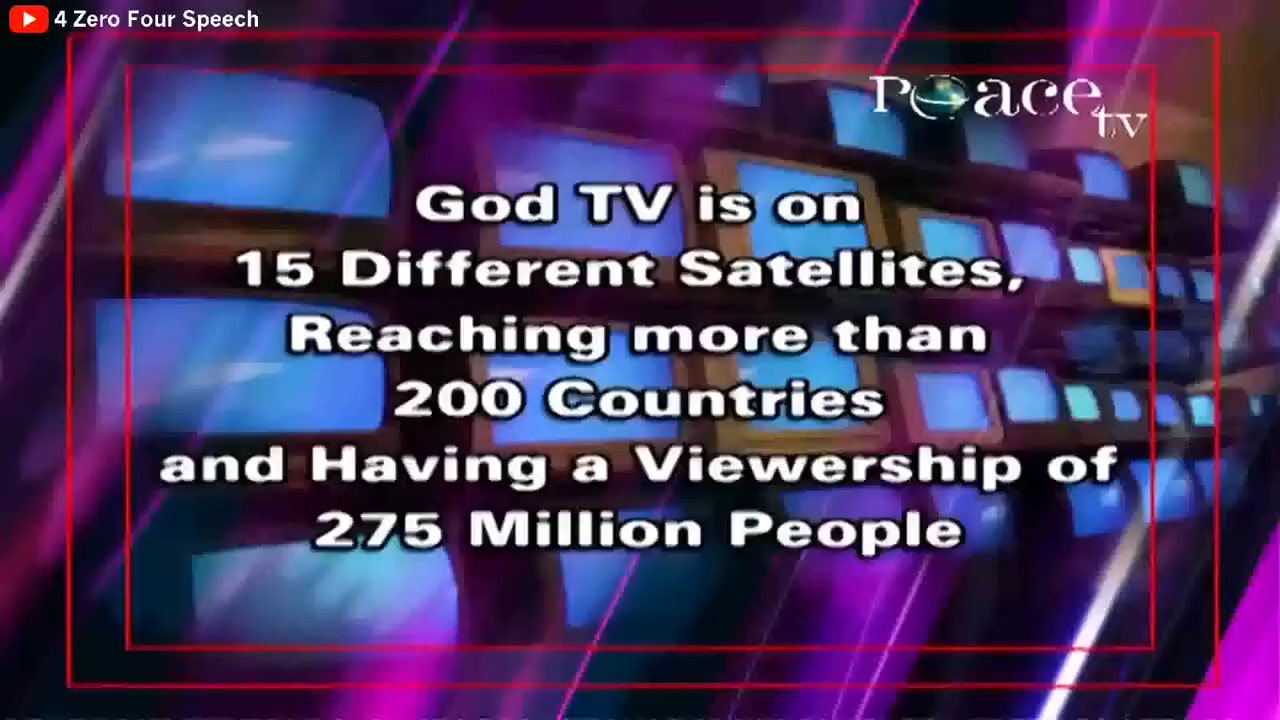 4 Zero Four Speech
Peace
tv
God TV is on
15 Different Satellites,
Reaching more than
200 Countries
and Having a Viewership of
275 Million People